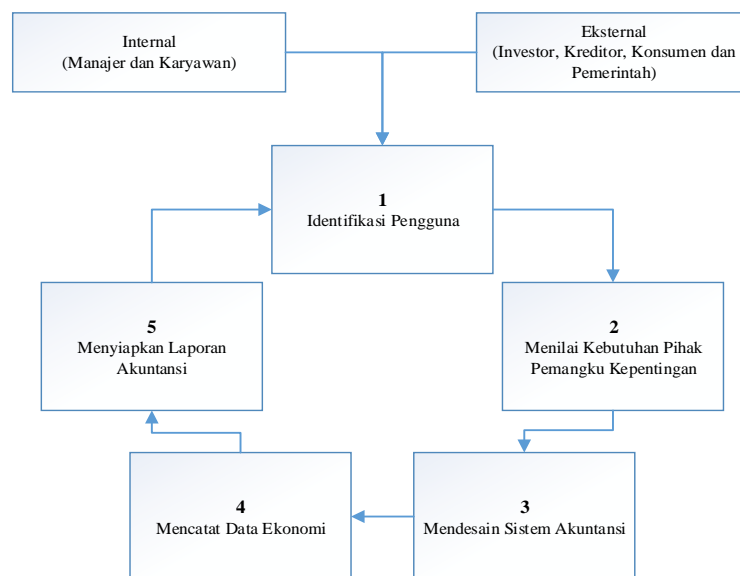 Internal
(Manajer dan Karyawan)
Eksternal
(Investor, Kreditor, Konsumen dan
Pemerintah)
1
Identifikasi Pengguna
5
Menyiapkan Laporan
Akuntansi
2
Menilai Kebutuhan Pihak
Pemangku Kepentingan
4
Mencatat Data Ekonomi
3
Mendesain Sistem Akuntansi